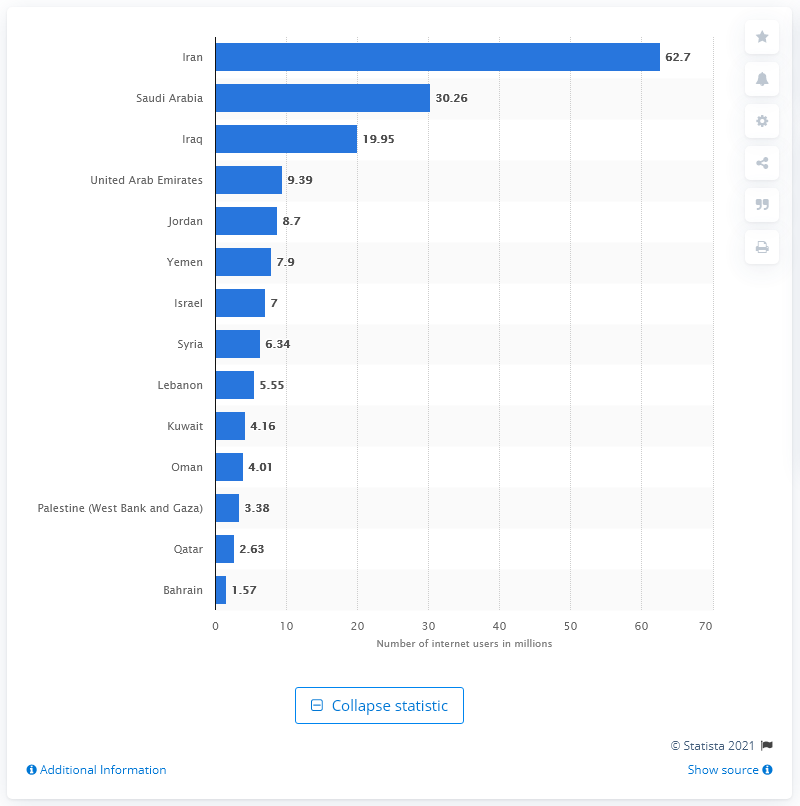 Iran 62.7
Saudi Arabia 30.26
Iraq 19.95
United Arab Emirates 9.39
Jordan 8.7
Yemen 7.9
Israel 7
Syria 6.34
Lebanon 5.55
Kuwait 4.16
Oman 4.01
Palestine (West Bank and Gaza) 3.38
Qatar 2.63
Bahrain 1.57
0 10 20 30 40 50 60 70
Number of internet users in millions
Collapse statistic
© Statista 2021
Additional Information Show source